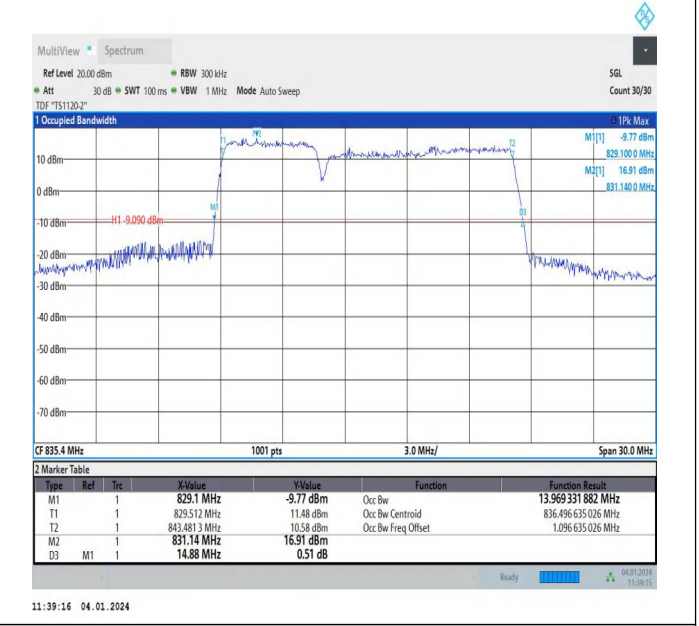 MultiView Spectrum
Ref Level 20.00 dBm RBW 300 kHz SGL
Att 30 dB SWT 100 ms VBW 1 MHz Mode Auto Sweep Count 30/30
TDF "TS1120-2"
1 Occupied Bandwidth 1Pk Max
M1[1] -9.77 dBm
829.100 0 MHz
M2[1] 16.91 dBm
831.140 0 MHz
T1 M2 T2
10 dBm
0 dBm
M1 D3
H1 -9.090 dBm
-10 dBm
-20 dBm
-30 dBm
-40 dBm
-50 dBm
-60 dBm
-70 dBm
CF 835.4 MHz 1001 pts 3.0 MHz/ Span 30.0 MHz
2 Marker Table
Type Ref Trc X-Value Y-Value Function Function Result
M1 1 829.1 MHz -9.77 dBm Occ Bw 13.969 331 882 MHz
T1 1 829.512 MHz 11.48 dBm Occ Bw Centroid 836.496 635 026 MHz
T2 1 843.481 3 MHz 10.58 dBm Occ Bw Freq Offset 1.096 635 026 MHz
M2 1 831.14 MHz 16.91 dBm
D3 M1 1 14.88 MHz 0.51 dB
Ready 04.01.2024
11:39:15
11:39:16 04.01.2024